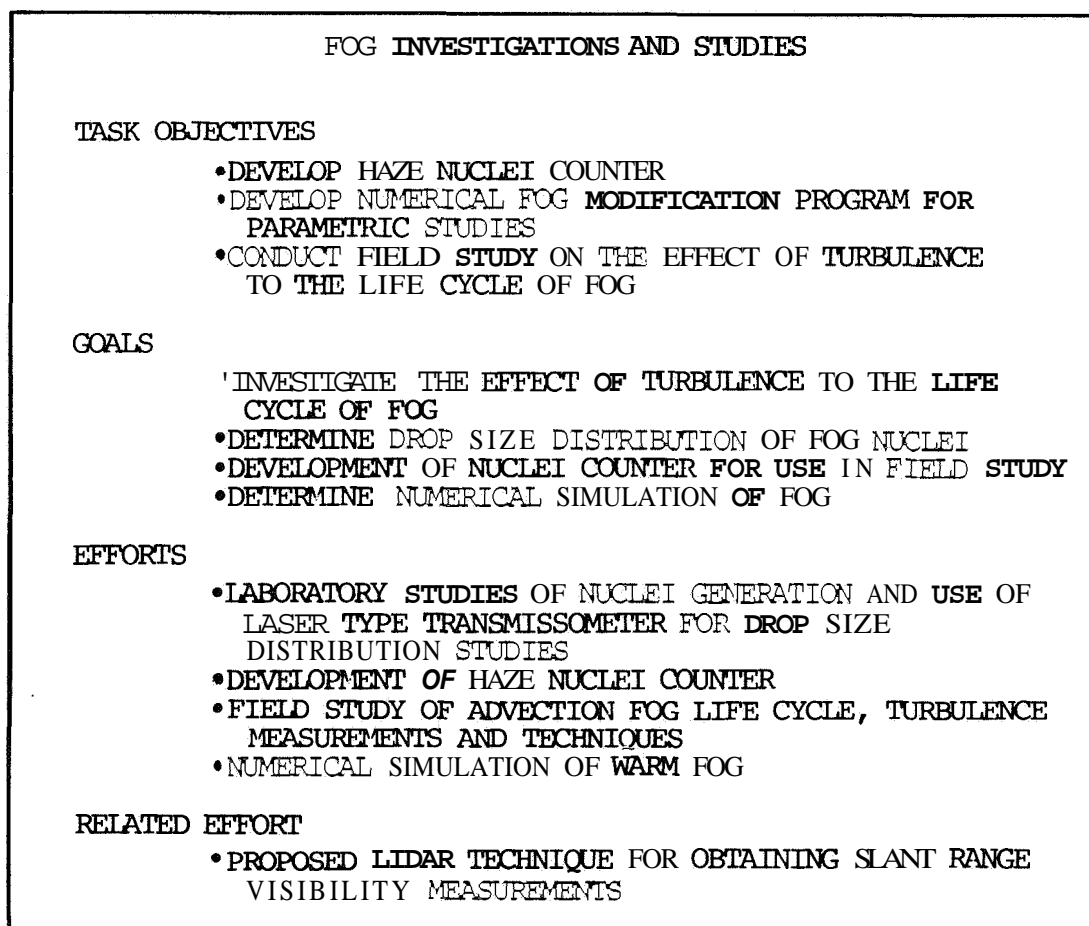 FOG INVESTIGATIONS AND STUDIES
TASK OBJECTIVES
•DEVELOP HAZE NUCLEI COUNTER
•DEVELOP NUMERICAL FOG MODIFICATION PROGRAM FOR
PARAMETRIC STUDIES
•CONDUCT FIELD STUDY ON THE EFFECT OF TURBULENCE
TO THE LIFE CYCLE OF FOG
GOALS
'INVESTIGATE THE EFFECT OF TURBULENCE TO THE LIFE
CYCLE OF FOG
•DETERMINE DROP SIZE DISTRIBUTION OF FOG NUCLEI
•DEVELOPMENT OF NUCLEI COUNTER FOR USE IN FIELD STUDY
•DETERMINE NUMERICAL SIMULATION OF FOG
EFFORTS
•LABORATORY STUDIES OF NUCLEI GENERATION AND USE OF
LASER TYPE TRANSMISSOMETER FOR DROP SIZE
DISTRIBUTION STUDIES
•DEVELOPMENT OF HAZE NUCLEI COUNTER
•FIELD STUDY OF ADVECTION FOG LIFE CYCLE, TURBULENCE
MEASUREMENTS AND TECHNIQUES
•NUMERICAL SIMULATION OF WARM FOG
RELATED EFFORT
•PROPOSED LIDAR TECHNIQUE FOR OBTAINING SLANT RANGE
VISIBILITY MEASUREMENTS